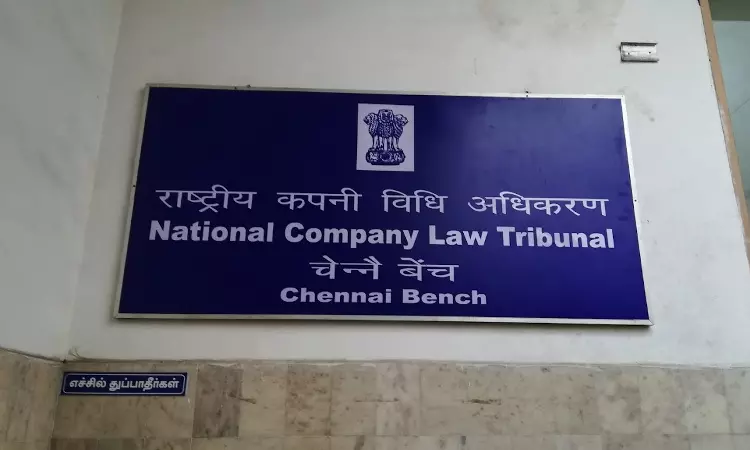 राष्ट्रीय कपनी विधि अधिकरण
National Company Law Tribunal
चेन्नै बेंच
Chennai Bench
எச்சில் துப்பாதீர்கள்